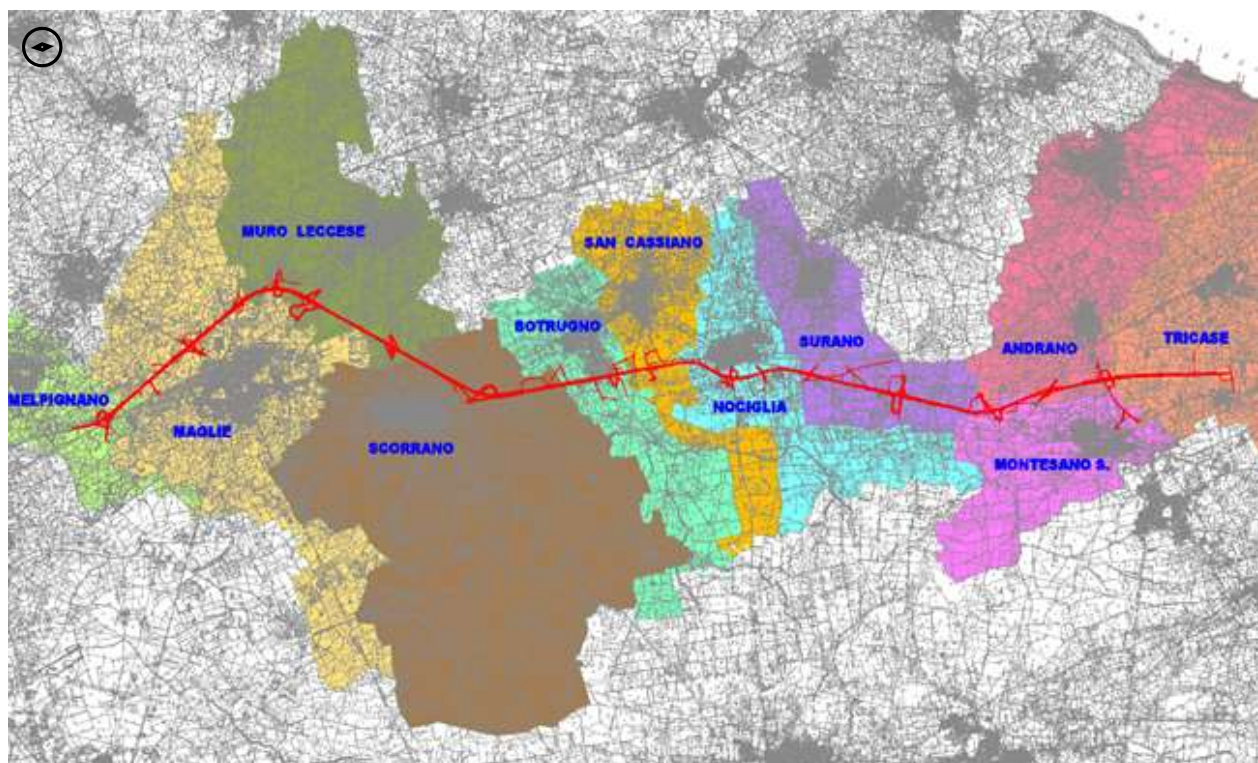 MURO LECCESE
SAN CASSIANO
BOTRUGNO
SURANO
ANDRANO
TRICASE
MELPIGNANO
MAGLIE
NOCIGLIA
SCORRANO
MONTESANO S.